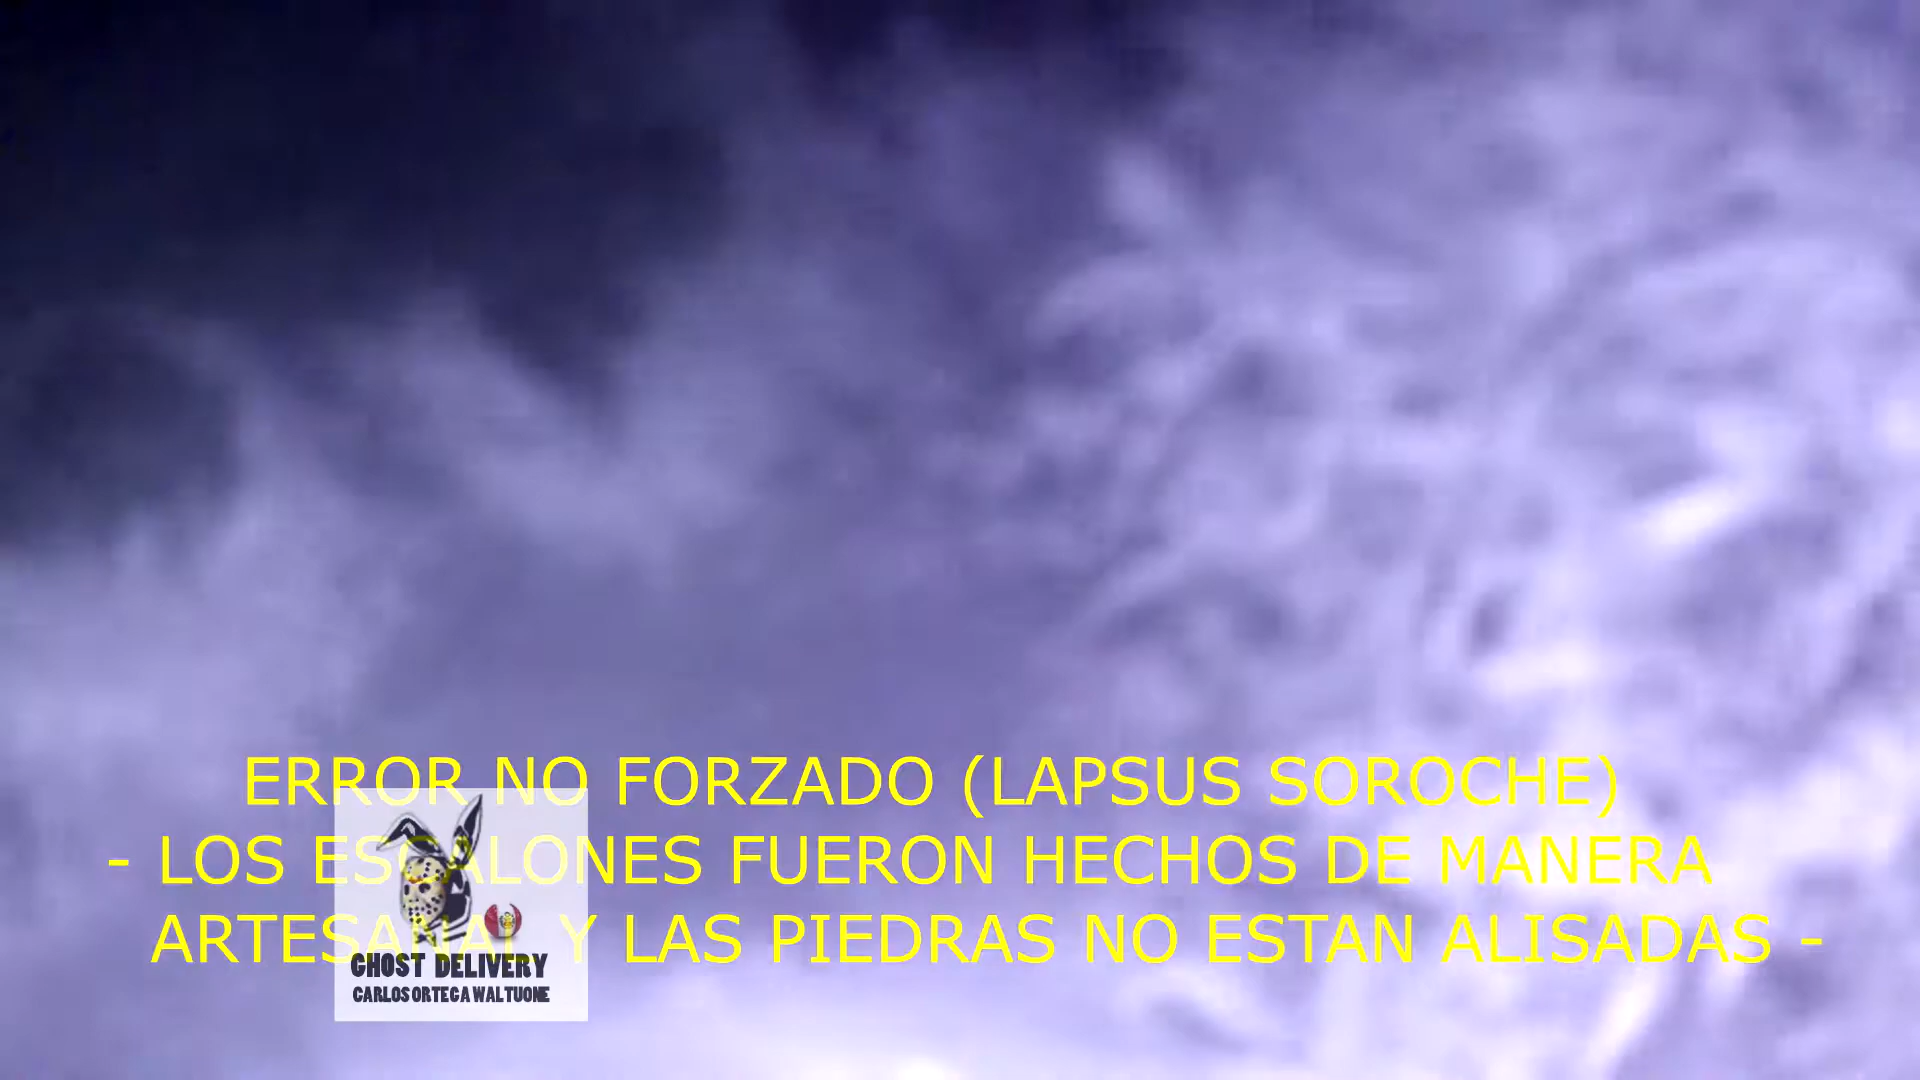 ERROR NO FORZADO (LAPSUS SOROCHE)
- LOS ESCALONES FUERON HECHOS DE MANERA
ARTESANAL Y LAS PIEDRAS NO ESTAN ALISADAS -
GHOST DELIVERY
CARLOS ORTEGA WALTUONE